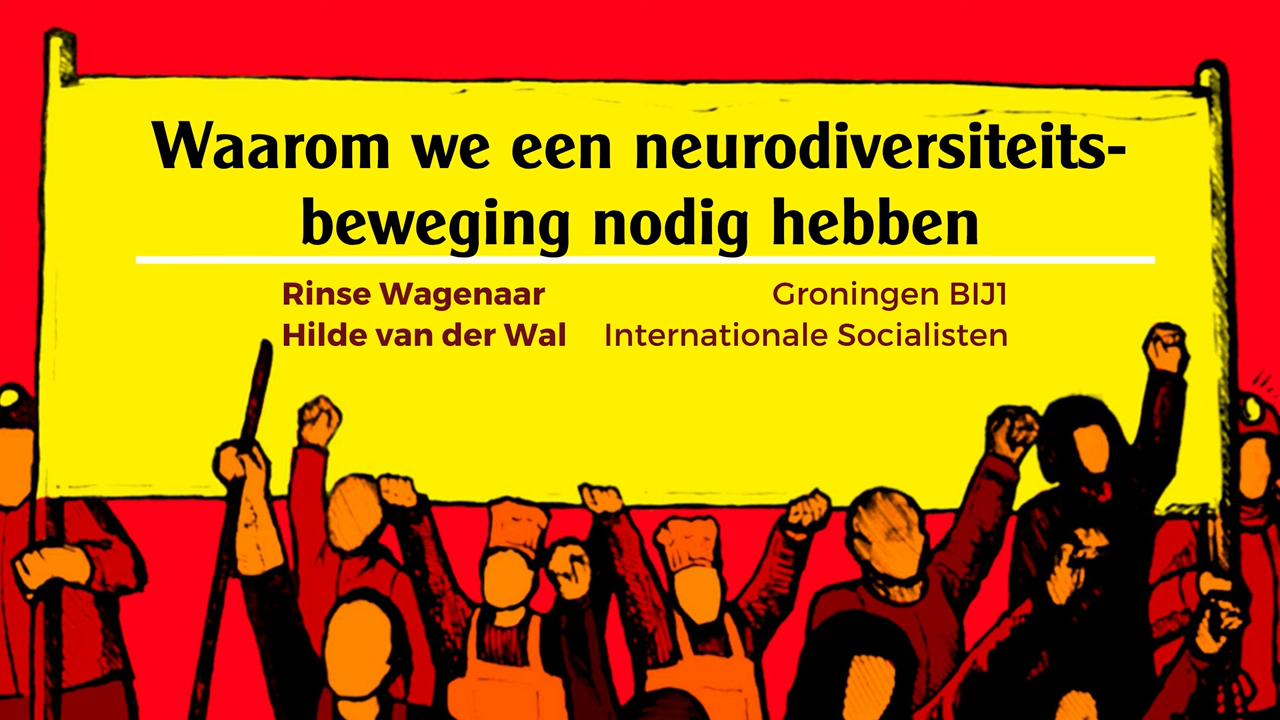 Waarom we een neurodiversiteits-
beweging nodig hebben
Rinse Wagenaar Groningen BIJ1
Hilde van der Wal Internationale Socialisten